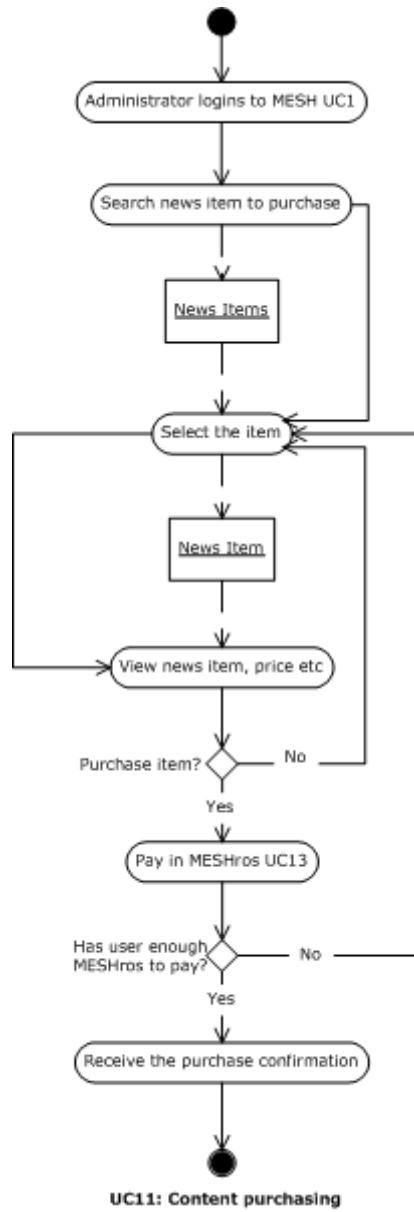 Administrator logins to MESH UC1
Search news item to purchase
News Items
Select the item
News Item
View news item, price etc
Purchase item?
No
Yes
Pay in MESHros UC13
Has user enough
MESHros to pay?
No
Yes
Receive the purchase confirmation
UC11: Content purchasing